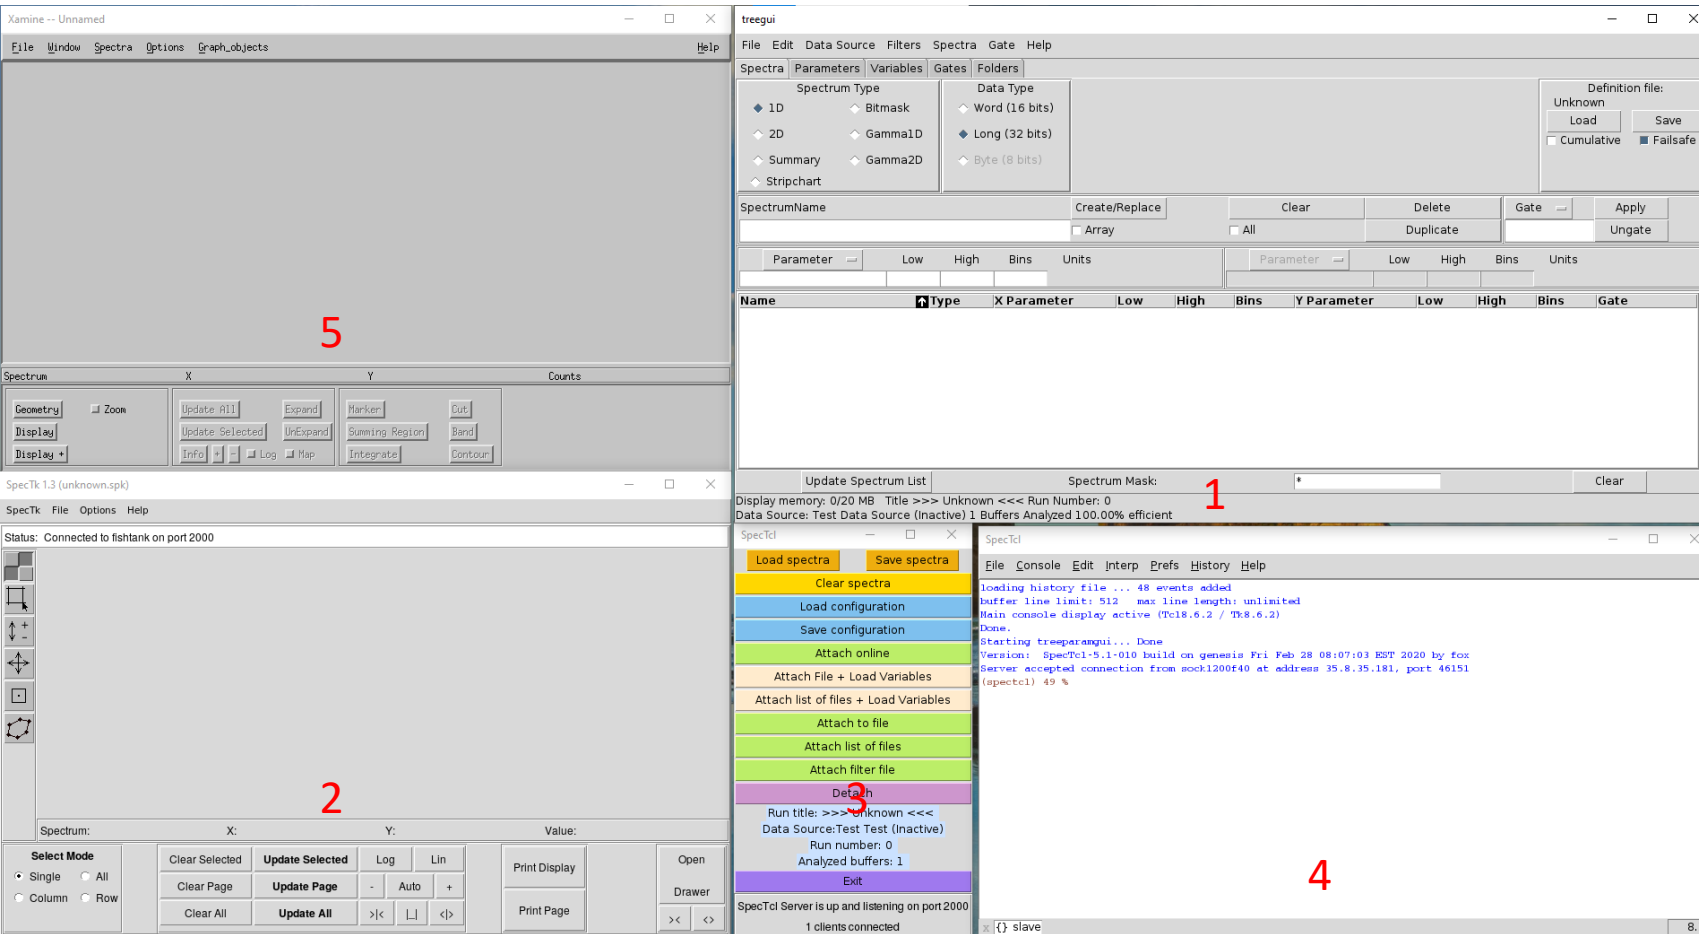 Xamine -- Unnamed
File Window Spectra Options Graph_objects Help
5
Spectrum X Y Counts
Geometry Zoom Update All Expand Marker Cut
Display Update Selected UnExpand Summing Region Band
Display + Info + - Log Map Integrate Contour
treegui
File Edit Data Source Filters Spectra Gate Help
Spectra Parameters Variables Gates Folders
Spectrum Type Data Type Definition file:
Unknown
1D Bitmask Word (16 bits) Load Save
2D Gamma1D Long (32 bits) Cumulative Failsafe
Summary Gamma2D Byte (8 bits)
Stripchart
SpectrumName Create/Replace Clear Delete Gate Apply
Array All Duplicate Ungate
Parameter Low High Bins Units Parameter Low High Bins Units
Name Type X Parameter Low High Bins Y Parameter Low High Bins Gate
Update Spectrum List Spectrum Mask: * Clear
1
Display memory: 0/20 MB Title >>> Unknown <<< Run Number: 0
Data Source: Test Data Source (Inactive) 1 Buffers Analyzed 100.00% efficient
SpecTk 1.3 (unknown.spk)
SpecTk File Options Help
Status: Connected to fishtank on port 2000
2
Spectrum: X: Y: Value:
Select Mode Clear Selected Update Selected Log Lin Print Display Open
Single All Clear Page Update Page - Auto + Drawer
Column Row Clear All Update All >|< |_| <|> Print Page >< <>
SpecTcl
Load spectra Save spectra
Clear spectra
Load configuration
Save configuration
Attach online
Attach File + Load Variables
Attach list of files + Load Variables
Attach to file
Attach list of files
Attach filter file
Detach
3
Run title: >>> Unknown <<<
Data Source:Test Test (Inactive)
Run number: 0
Analyzed buffers: 1
Exit
SpecTcl Server is up and listening on port 2000
1 clients connected
SpecTcl
File Console Edit Interp Prefs History Help
loading history file ... 48 events added
buffer line limit: 512 max line length: unlimited
Main console display active (Tcl8.6.2 / Tk8.6.2)
Done.
Starting treeparamgui... Done
Version: SpecTcl-5.1-010 build on genesis Fri Feb 28 08:07:03 EST 2020 by fox
Server accepted connection from sock1200f40 at address 35.8.35.181, port 46151
(spectcl) 49 %
4
x {} slave 8.